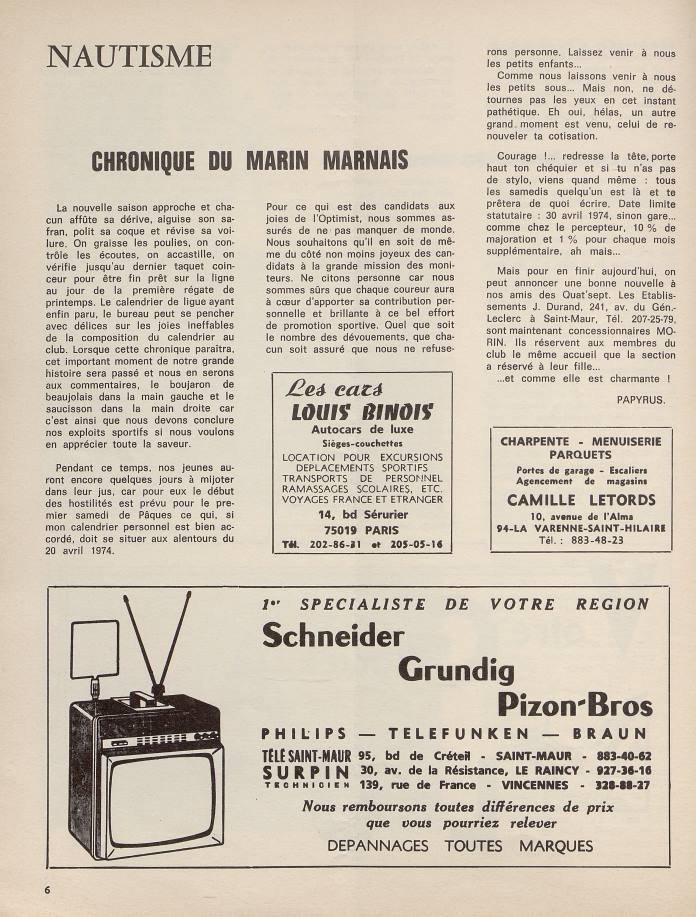 NAUTISME
CHRONIQUE DU MARIN MARNAIS
La nouvelle saison approche et cha-
cun affûte sa dérive, aiguise son sa-
fran, polit sa coque et révise sa voi-
lure. On graisse les poulies, on con-
trôle les écoutes, on accastille, on
vérifie jusqu'au dernier taquet coin-
ceur pour être fin prêt sur la ligne
au jour de la première régate de
printemps. Le calendrier de ligue ayant
enfin paru, le bureau peut se pencher
avec délices sur les joies ineffables
de la composition du calendrier au
club. Lorsque cette chronique paraîtra,
cet important moment de notre grande
histoire sera passé et nous en serons
aux commentaires, le boujaron de
beaujolais dans la main gauche et le
saucisson dans la main droite car
c'est ainsi que nous devons conclure
nos exploits sportifs si nous voulons
en apprécier toute la saveur.
Pendant ce temps, nos jeunes au-
ront encore quelques jours à mijoter
dans leur jus, car pour eux le début
des hostilités est prévu pour le pre-
mier samedi de Pâques ce qui, si
mon calendrier personnel est bien ac-
cordé, doit se situer aux alentours du
20 avril 1974.
Pour ce qui est des candidats aux
joies de l'Optimist, nous sommes as-
surés de ne pas manquer de monde.
Nous souhaitons qu'il en soit de mê-
me du côté non moins joyeux des can-
didats à la grande mission des moni-
teurs. Ne citons personne car nous
sommes sûrs que chaque coureur aura
à cœur d'apporter sa contribution per-
sonnelle et brillante à ce bel effort
de promotion sportive. Quel que soit
le nombre des dévouements, que cha-
cun soit assuré que nous ne refuse-
rons personne. Laissez venir à nous
les petits enfants...
Comme nous laissons venir à nous
les petits sous... Mais non, ne dé-
tournes pas les yeux en cet instant
pathétique. Eh oui, hélas, un autre
grand moment est venu, celui de re-
nouveler ta cotisation.
Courage !... redresse la tête, porte
haut ton chéquier et si tu n'as pas
de stylo, viens quand même : tous
les samedis quelqu'un est là et te
prêtera de quoi écrire. Date limite
statutaire : 30 avril 1974, sinon gare...
comme chez le percepteur, 10 % de
majoration et 1 % pour chaque mois
supplémentaire, ah mais...
Mais pour en finir aujourd'hui, on
peut annoncer une bonne nouvelle à
nos amis des Quat'sept. Les Etablis-
sements J. Durand, 241, av. du Gén.-
Leclerc à Saint-Maur, Tél. 207-25-79,
sont maintenant concessionnaires MO-
RIN. Ils réservent aux membres du
club le même accueil que la section
a réservé à leur fille...
...et comme elle est charmante !
PAPYRUS.
Les cars
LOUIS BINOIS
Autocars de luxe
Sièges-couchettes
LOCATION POUR EXCURSIONS
DEPLACEMENTS SPORTIFS
TRANSPORTS DE PERSONNEL
RAMASSAGES SCOLAIRES, ETC.
VOYAGES FRANCE ET ETRANGER
14, bd Sérurier
75019 PARIS
Tél. 202-86-31 et 205-05-16
CHARPENTE - MENUISERIE
PARQUETS
Portes de garage - Escaliers
Agencement de magasins
CAMILLE LETORDS
10, avenue de l'Alma
94-LA VARENNE-SAINT-HILAIRE
Tél. : 883-48-23
1er SPECIALISTE DE VOTRE REGION
Schneider
Grundig
Pizon-Bros
PHILIPS — TELEFUNKEN — BRAUN
TÉLÉ SAINT-MAUR 95, bd de Créteil - SAINT-MAUR - 883-40-62
SURPIN 30, av. de la Résistance, LE RAINCY - 927-36-16
TECHNICIEN 139, rue de France - VINCENNES - 328-88-27
Nous remboursons toutes différences de prix
que vous pourriez relever
DEPANNAGES TOUTES MARQUES
6